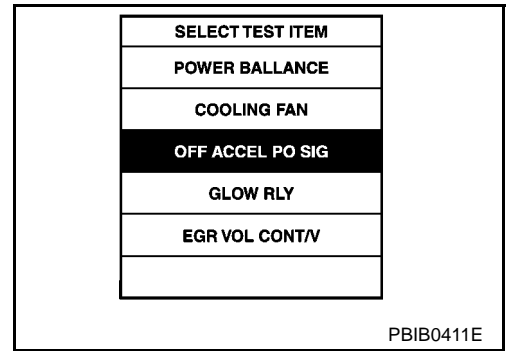 SELECT TEST ITEM
POWER BALLANCE
COOLING FAN
OFF ACCEL PO SIG
GLOW RLY
EGR VOL CONT/V
PBIB0411E